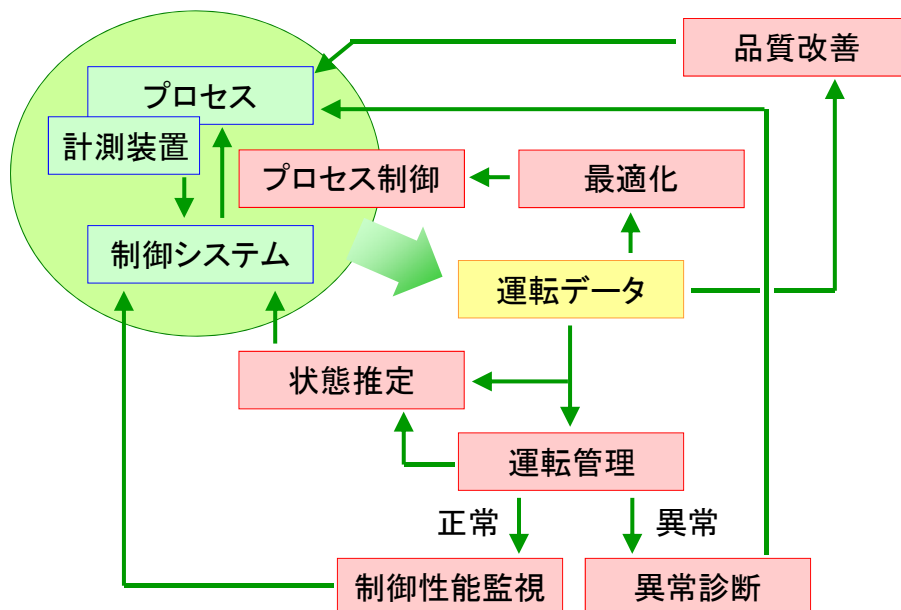 品質改善
プロセス
計測装置
プロセス制御
最適化
制御システム
運転データ
状態推定
運転管理
正常
異常
制御性能監視
異常診断